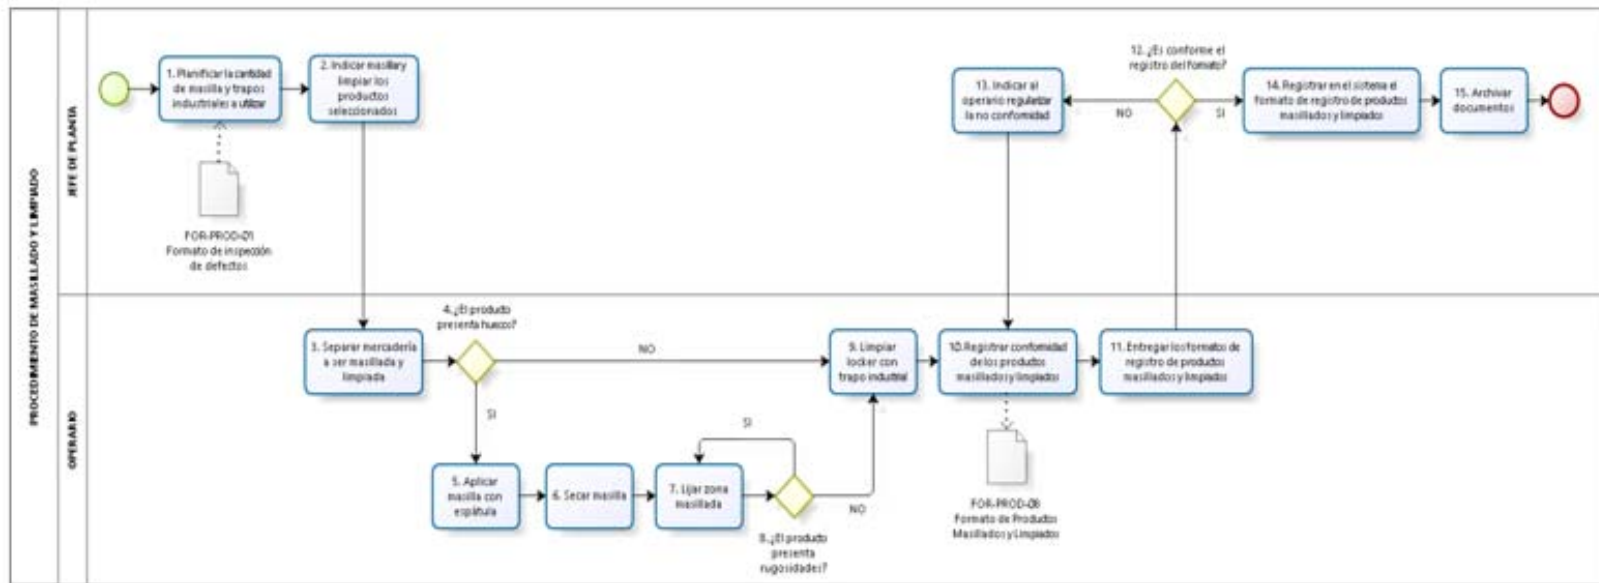 PROCEDIMIENTO DE MASILLADO Y LIMPIADO
JEFE DE PLANTA
1. Planificar la cantidad
de masilla y trapos
industriales a utilizar
2. Indicar masillar y
limpiar los
productos
seleccionados
FOR-PROD-01
Formato de inspección
de defectos
12. ¿Es conforme el
registro del formato?
13. Indicar al
operario regularizar
la no conformidad
NO
SI
14. Registrar en el sistema el
formato de registro de productos
masillados y limpiados
15. Archivar
documentos
OPERARIO
3. Separar mercadería
a ser masillada y
limpiada
4. ¿El producto
presenta huecos?
NO
SI
5. Aplicar
masilla con
espátula
6. Secar masilla
7. Lijar zona
masillada
SI
8. ¿El producto
presenta
rugosidades?
NO
9. Limpiar
locker con
trapo industrial
10. Registrar conformidad
de los productos
masillados y limpiados
FOR-PROD-08
Formato de Productos
Masillados y Limpiados
11. Entregar los formatos de
registro de productos
masillados y limpiados